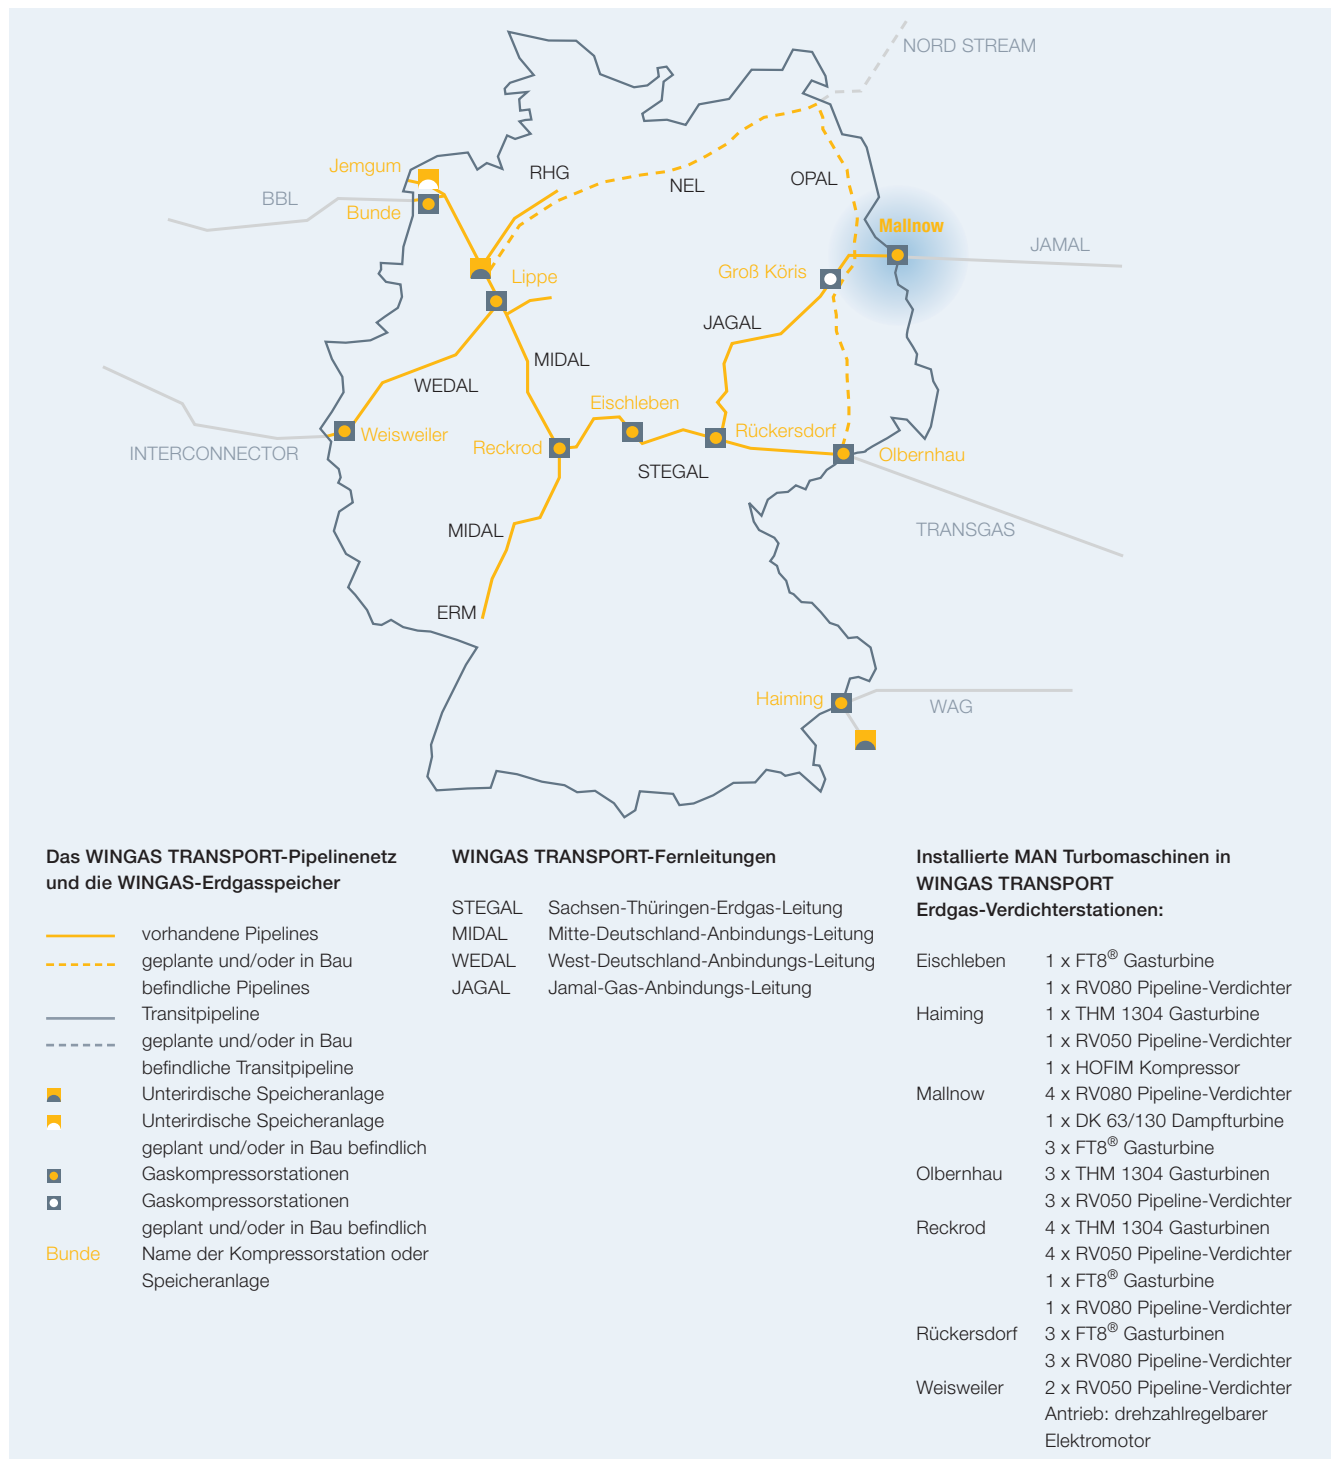 NORD STREAM
Jemgum
RHG
NEL
OPAL
BBL
Bunde
Mallnow
JAMAL
Lippe
Groß Köris
JAGAL
MIDAL
WEDAL
Eischleben
Weisweiler
Reckrod
Rückersdorf
INTERCONNECTOR
STEGAL
Olbernhau
MIDAL
TRANSGAS
ERM
Haiming
WAG
Das WINGAS TRANSPORT-Pipelinenetz
und die WINGAS-Erdgasspeicher
vorhandene Pipelines
geplante und/oder in Bau
befindliche Pipelines
Transitpipeline
geplante und/oder in Bau
befindliche Transitpipeline
Unterirdische Speicheranlage
Unterirdische Speicheranlage
geplant und/oder in Bau befindlich
Gaskompressorstationen
Gaskompressorstationen
geplant und/oder in Bau befindlich
Bunde Name der Kompressorstation oder
Speicheranlage
WINGAS TRANSPORT-Fernleitungen
STEGAL Sachsen-Thüringen-Erdgas-Leitung
MIDAL Mitte-Deutschland-Anbindungs-Leitung
WEDAL West-Deutschland-Anbindungs-Leitung
JAGAL Jamal-Gas-Anbindungs-Leitung
Installierte MAN Turbomaschinen in
WINGAS TRANSPORT
Erdgas-Verdichterstationen:
Eischleben 1 x FT8® Gasturbine
1 x RV080 Pipeline-Verdichter
Haiming 1 x THM 1304 Gasturbine
1 x RV050 Pipeline-Verdichter
1 x HOFIM Kompressor
Mallnow 4 x RV080 Pipeline-Verdichter
1 x DK 63/130 Dampfturbine
3 x FT8® Gasturbine
Olbernhau 3 x THM 1304 Gasturbinen
3 x RV050 Pipeline-Verdichter
Reckrod 4 x THM 1304 Gasturbinen
4 x RV050 Pipeline-Verdichter
1 x FT8® Gasturbine
1 x RV080 Pipeline-Verdichter
Rückersdorf 3 x FT8® Gasturbinen
3 x RV080 Pipeline-Verdichter
Weisweiler 2 x RV050 Pipeline-Verdichter
Antrieb: drehzahlregelbarer
Elektromotor